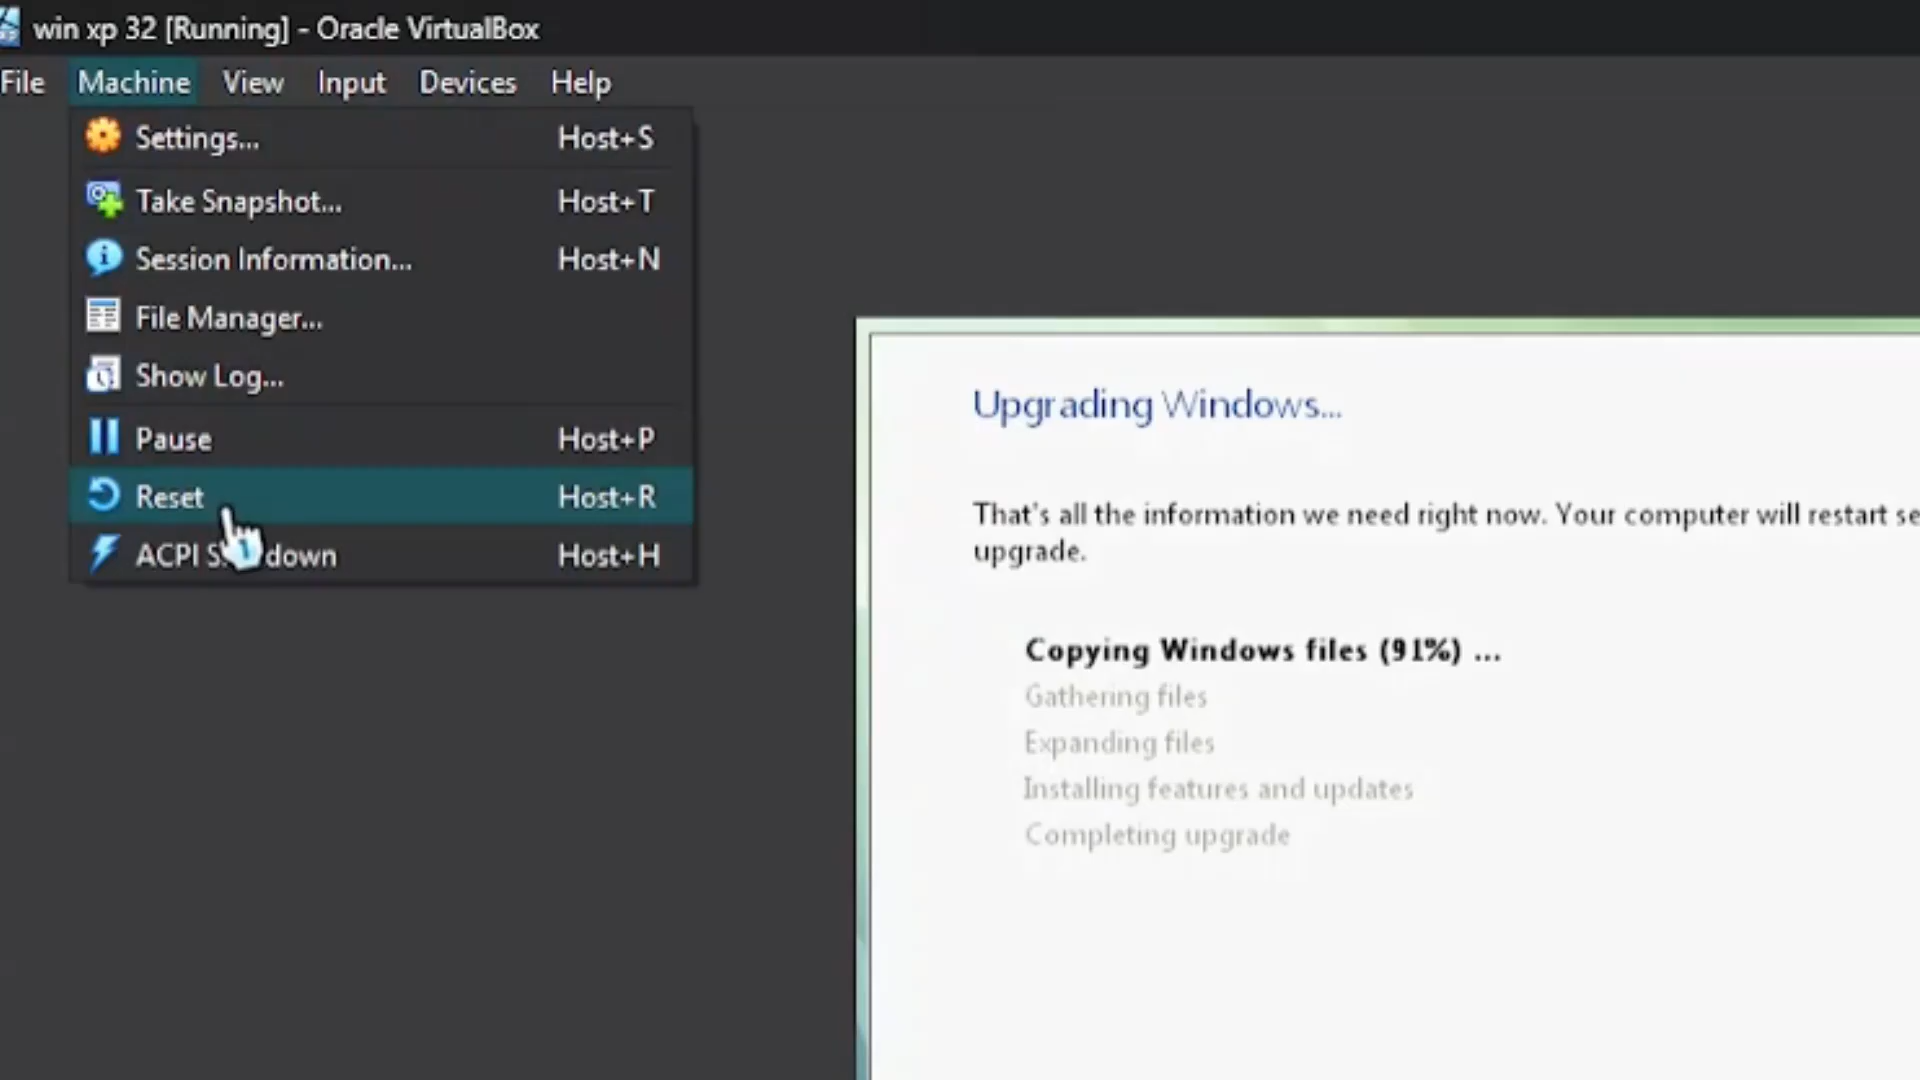 win xp 32 [Running] - Oracle VirtualBox
File Machine View Input Devices Help
Settings... Host+S
Take Snapshot... Host+T
Session Information... Host+N
File Manager...
Show Log...
Pause Host+P
Reset Host+R
ACPI S down Host+H
Upgrading Windows...
That's all the information we need right now. Your computer will restart se
upgrade.
Copying Windows files (91%) ...
Gathering files
Expanding files
Installing features and updates
Completing upgrade